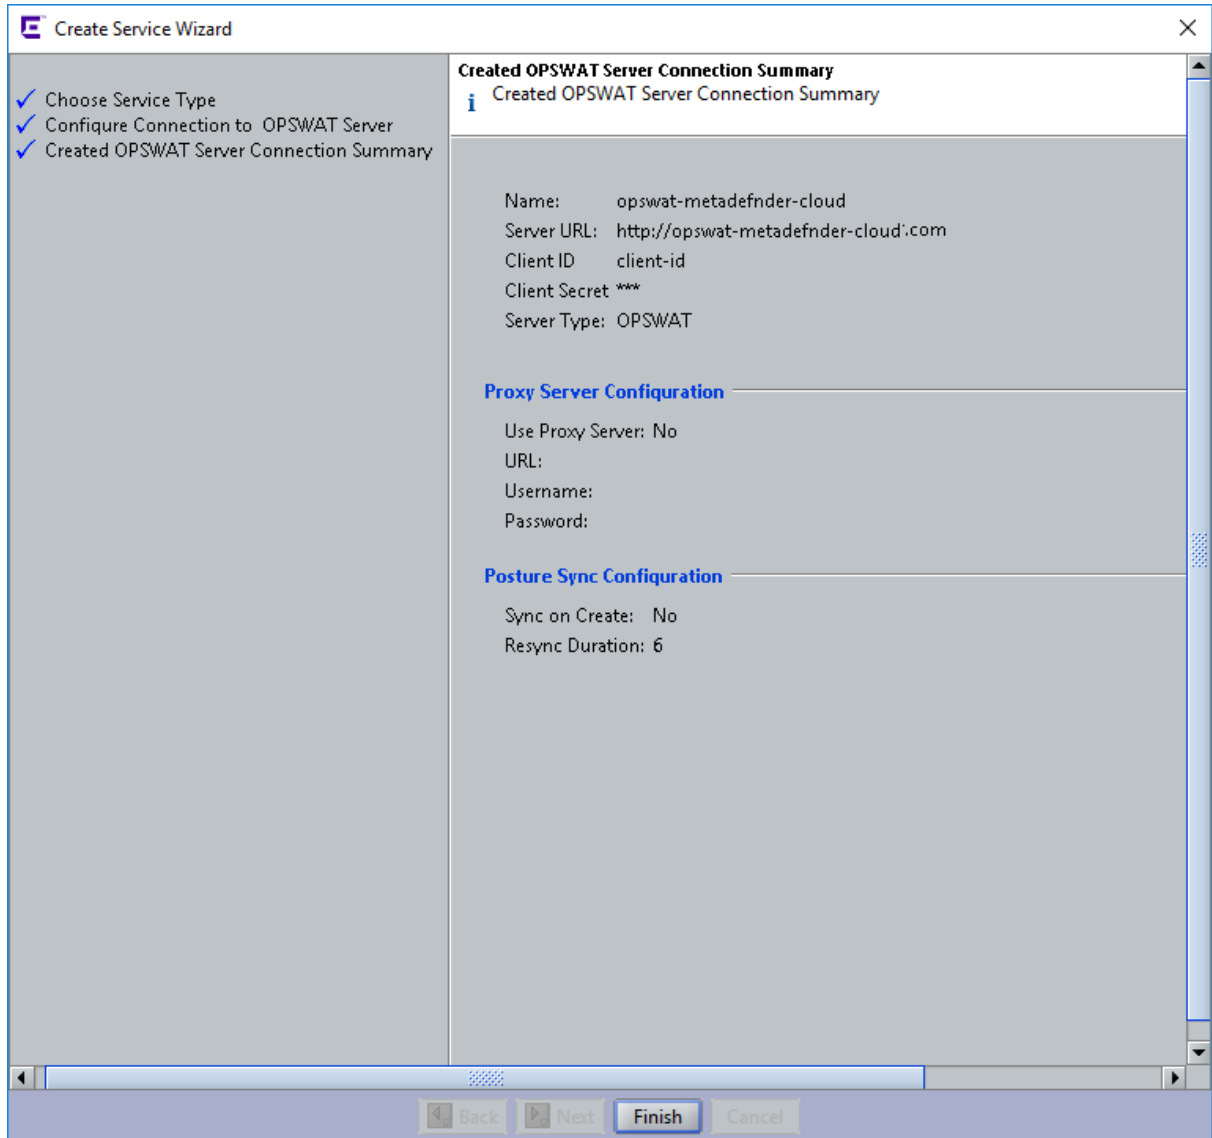 Create Service Wizard
Choose Service Type
Configure Connection to OPSWAT Server
Created OPSWAT Server Connection Summary
Created OPSWAT Server Connection Summary
Created OPSWAT Server Connection Summary
Name: opswat-metadefnder-cloud
Server URL: http://opswat-metadefnder-cloud.com
Client ID client-id
Client Secret ***
Server Type: OPSWAT
Proxy Server Configuration
Use Proxy Server: No
URL:
Username:
Password:
Posture Sync Configuration
Sync on Create: No
Resync Duration: 6
Back Next Finish Cancel